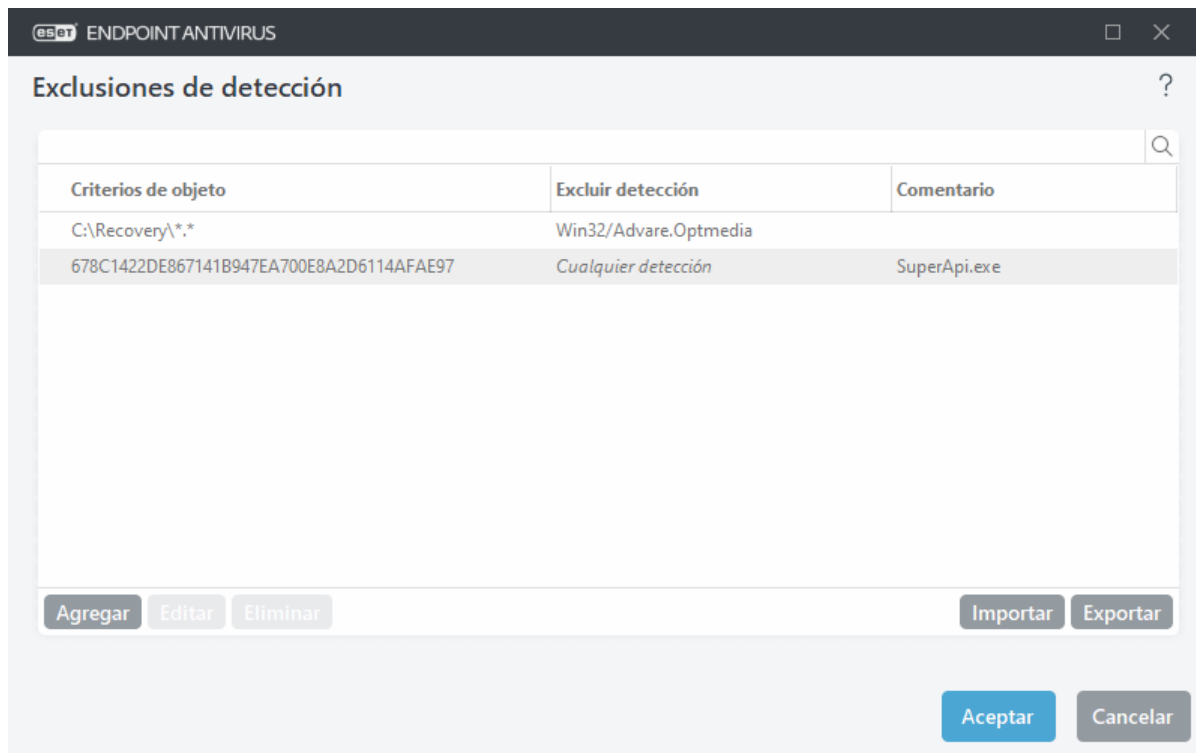 eset ENDPOINT ANTIVIRUS
Exclusiones de detección
?
Criterios de objeto Excluir detección Comentario
C:\Recovery\*.* Win32/Advare.Optmedia
678C1422DE867141B947EA700E8A2D6114AFAE97 Cualquier detección SuperApi.exe
Agregar Editar Eliminar Importar Exportar
Aceptar Cancelar